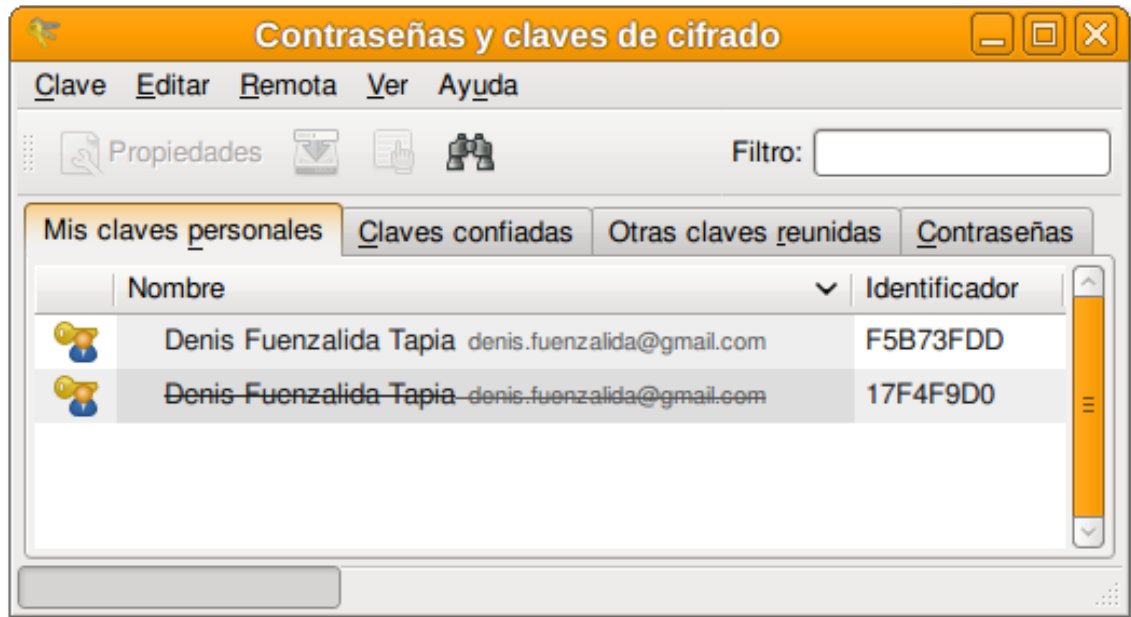 Contraseñas y claves de cifrado
Clave Editar Remota Ver Ayuda
Propiedades Filtro:
Mis claves personales Claves confiadas Otras claves reunidas Contraseñas
Nombre Identificador
Denis Fuenzalida Tapia denis.fuenzalida@gmail.com F5B73FDD
Denis Fuenzalida Tapia denis.fuenzalida@gmail.com 17F4F9D0